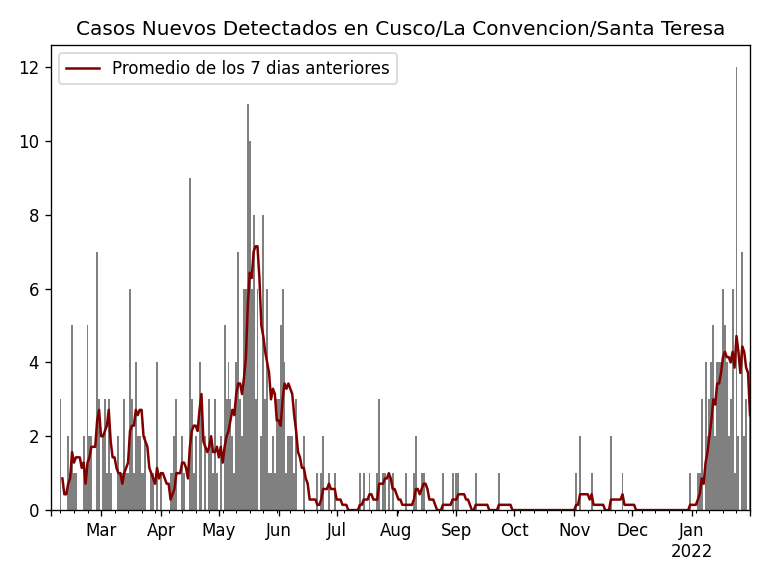 Casos Nuevos Detectados en Cusco/La Convencion/Santa Teresa
Promedio de los 7 dias anteriores
12
10
8
6
4
2
0
Mar Apr May Jun Jul Aug Sep Oct Nov Dec Jan
2022